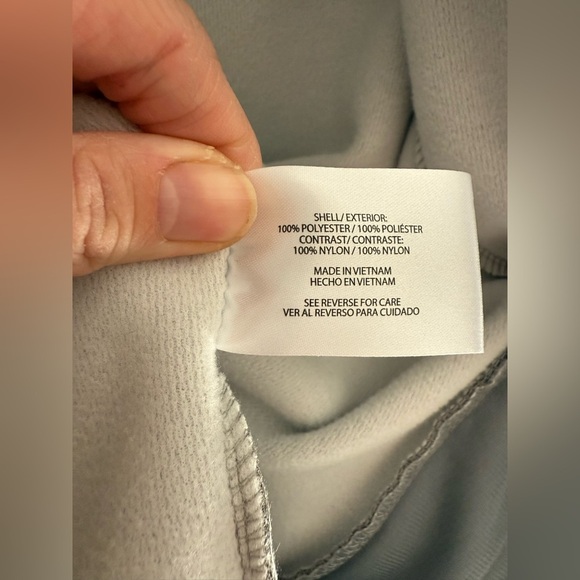 SHELL/ EXTERIOR:
100% POLYESTER / 100% POLIÉSTER
CONTRAST/ CONTRASTE:
100% NYLON / 100% NYLON
MADE IN VIETNAM
HECHO EN VIETNAM
SEE REVERSE FOR CARE
VER AL REVERSO PARA CUIDADO